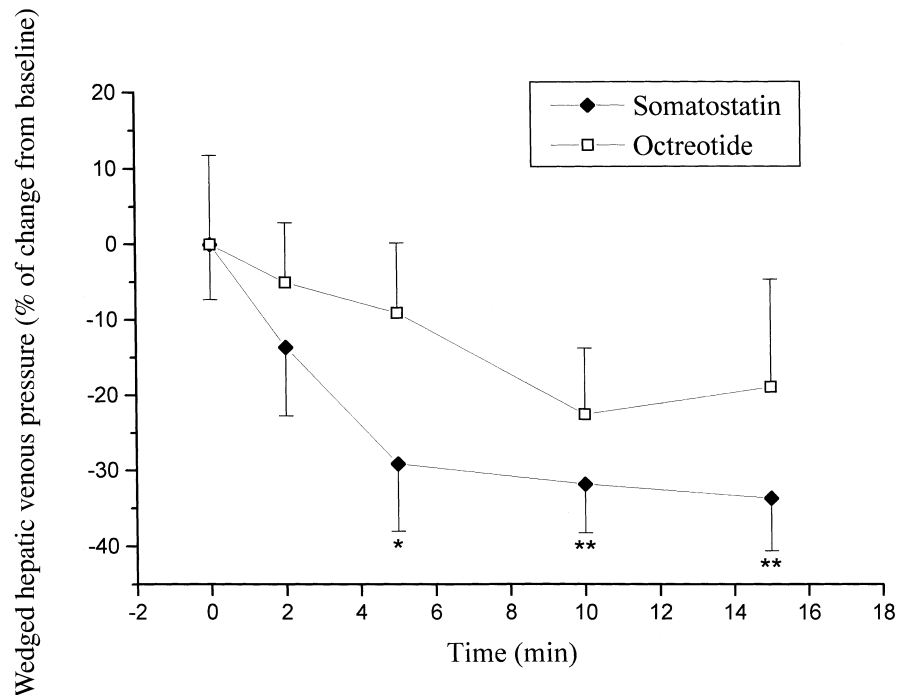 Wedged hepatic venous pressure (% of change from baseline)
20
10
0
-10
-20
-30
-40
Somatostatin
Octreotide
*
**
**
-2 0 2 4 6 8 10 12 14 16 18
Time (min)